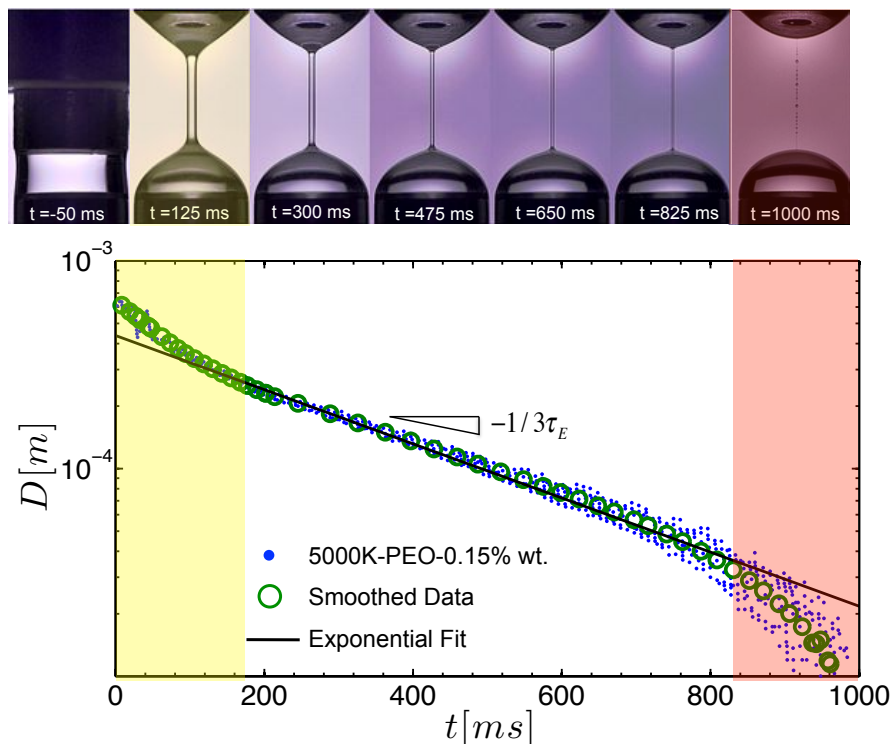 t =-50 ms
t =125 ms
t =300 ms
t =475 ms
t =650 ms
t =825 ms
t =1000 ms
10⁻³
10⁻⁴
D [m]
−1/3τ_E
5000K-PEO-0.15% wt.
Smoothed Data
Exponential Fit
0
200
400
600
800
1000
t[ms]